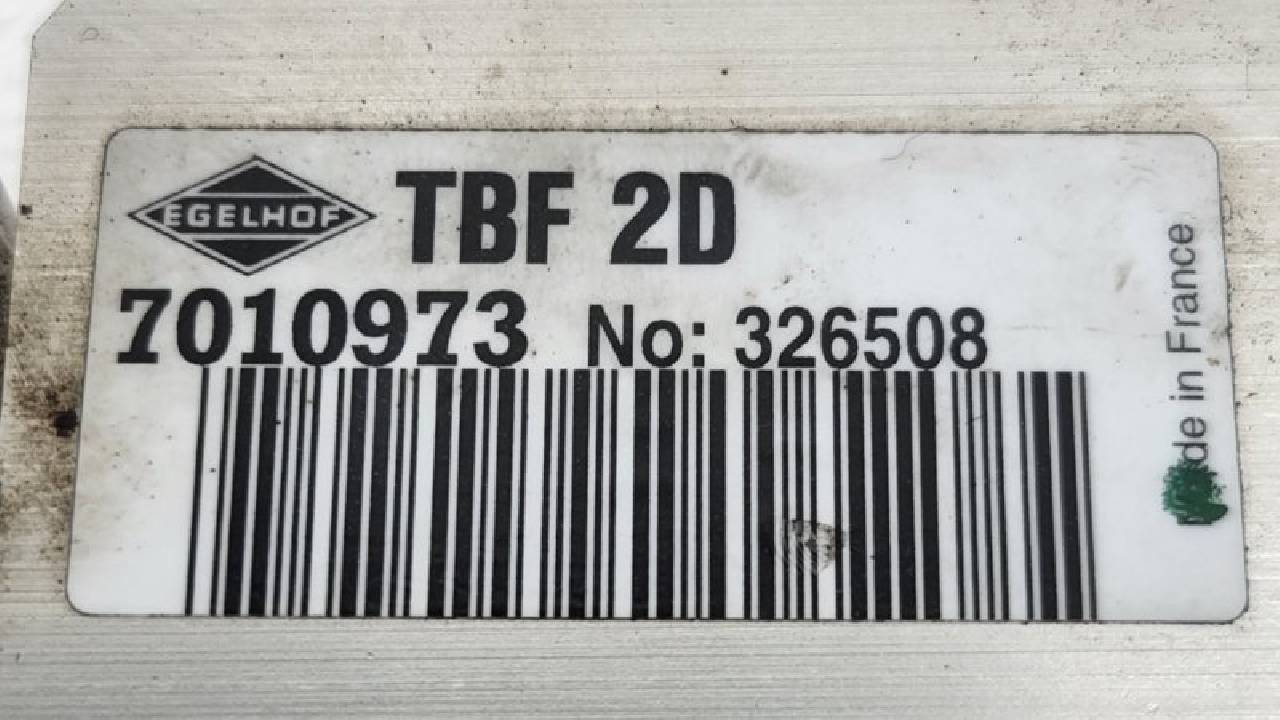 EGELHOF TBF 2D
7010973 No: 326508
de in France